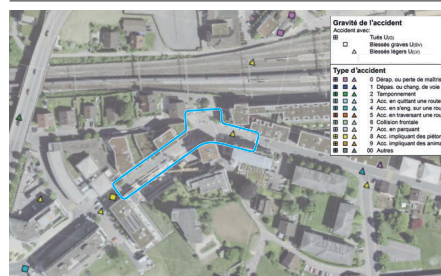 Gravité de l'accident
Accident avec:
Tués U(G)
Blessés graves U(SV)
Blessés légers U(LV)
Type d'accident
0 Dérap. ou perte de maîtris
1 Dépas. ou chang. de voie
2 Tamponnement
3 Acc. en quittant une route
4 Acc. en s'eng. sur une rou
5 Acc. en traversant une rou
6 Collision frontale
7 Acc. en parquant
8 Acc. impliquant des piéton
9 Acc. impliquant des anima
00 Autres